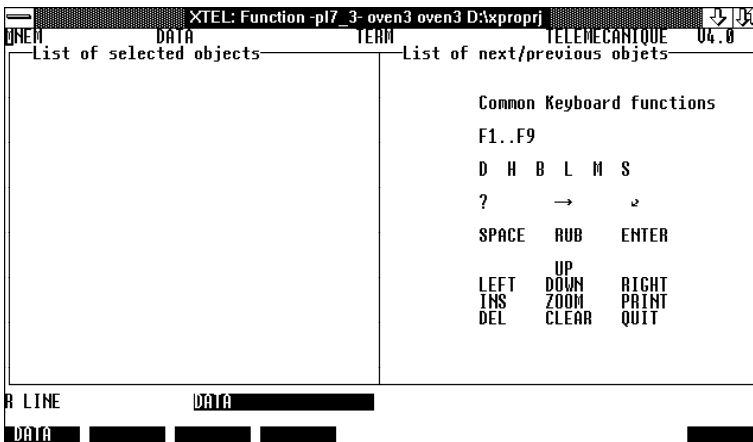 XTEL: Function -pl7_3- oven3 oven3 D:\xproprj
MNEM DATA TERM TELEMECANIQUE V4.0
List of selected objects List of next/previous objets
Common Keyboard functions
F1..F9
D H B L M S
? →
SPACE RUB ENTER
UP
LEFT DOWN RIGHT
INS ZOOM PRINT
DEL CLEAR QUIT
R LINE DATA
DATA